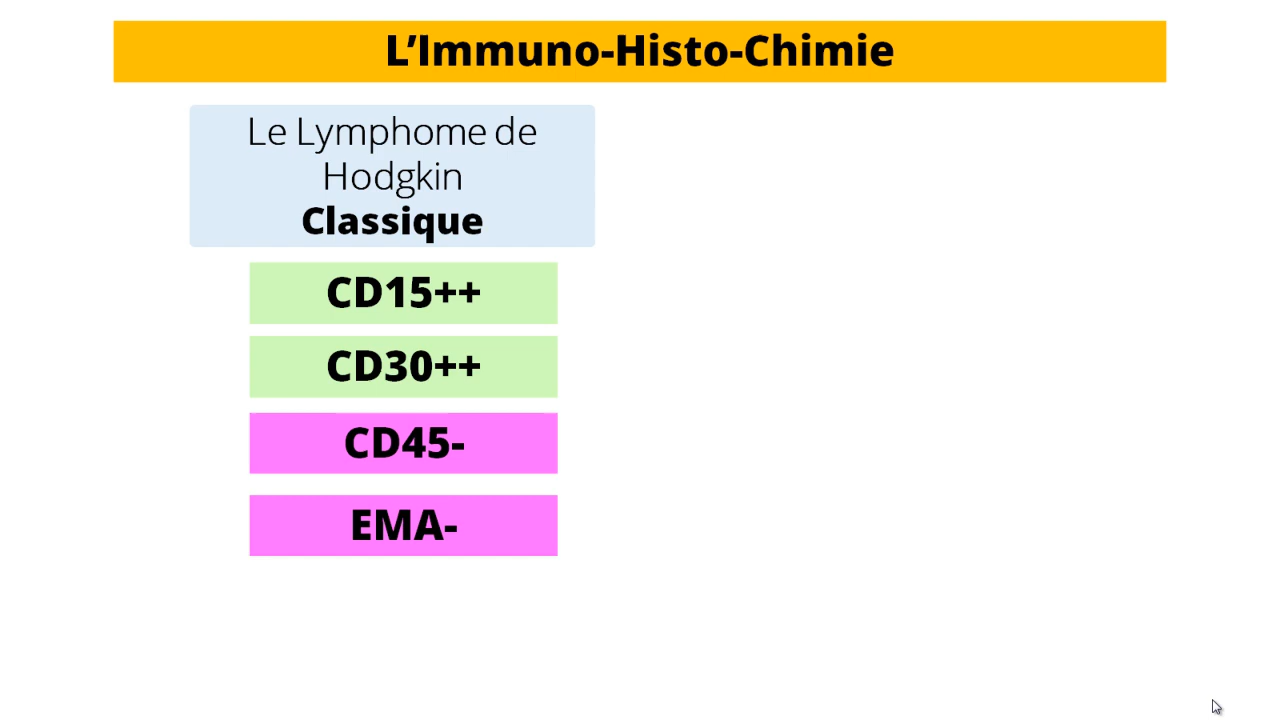 L’Immuno-Histo-Chimie
Le Lymphome de
Hodgkin
Classique
CD15++
CD30++
CD45-
EMA-